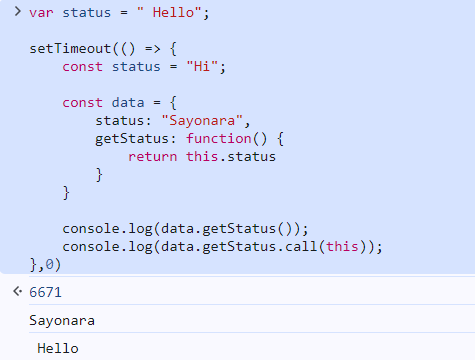 var status = " Hello";
setTimeout(() => {
const status = "Hi";
const data = {
status: "Sayonara",
getStatus: function() {
return this.status
}
}
console.log(data.getStatus());
console.log(data.getStatus.call(this));
},0)
6671
Sayonara
Hello